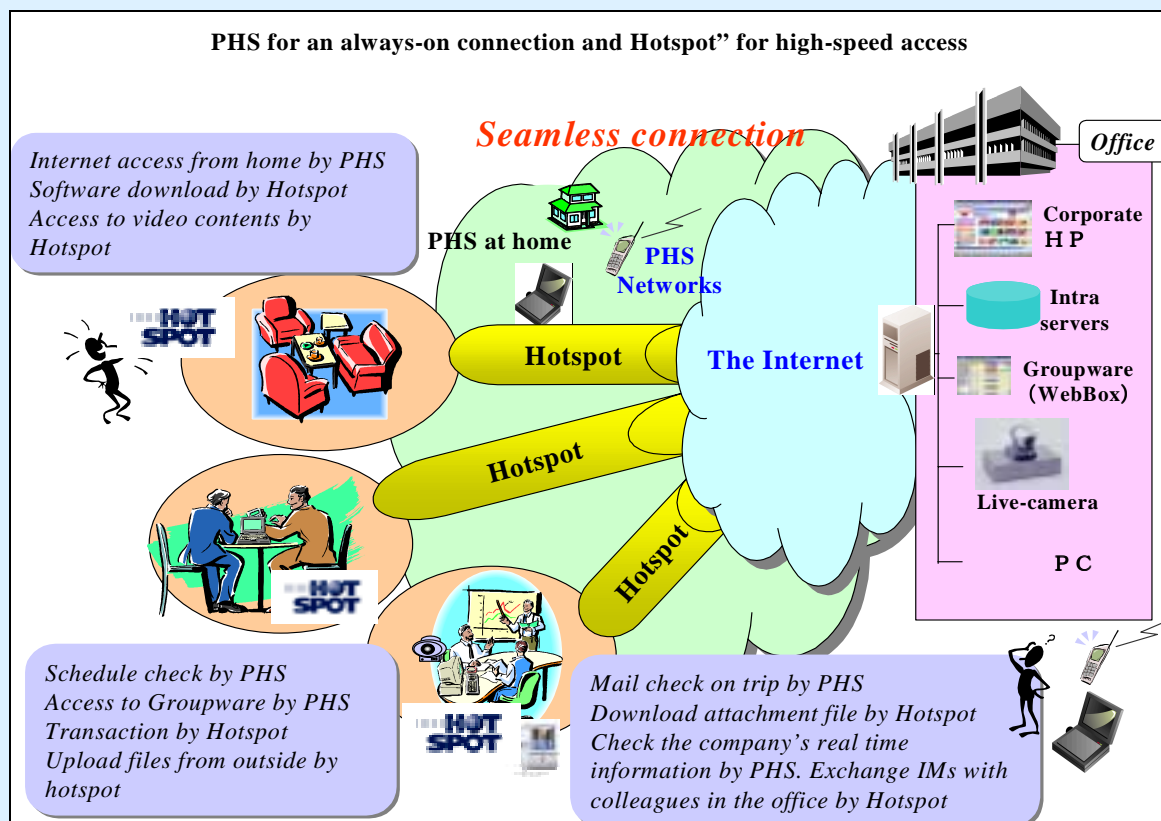 PHS for an always-on connection and Hotspot” for high-speed access
Seamless connection
Office
Internet access from home by PHS
Software download by Hotspot
Access to video contents by
Hotspot
PHS at home
PHS
Networks
Corporate
ＨＰ
Intra
servers
Groupware
（WebBox）
Live-camera
ＰＣ
HOT
SPOT
Hotspot
The Internet
Hotspot
HOT
SPOT
Hotspot
HOT
SPOT
Schedule check by PHS
Access to Groupware by PHS
Transaction by Hotspot
Upload files from outside by
hotspot
?
Mail check on trip by PHS
Download attachment file by Hotspot
Check the company’s real time
information by PHS. Exchange IMs with
colleagues in the office by Hotspot